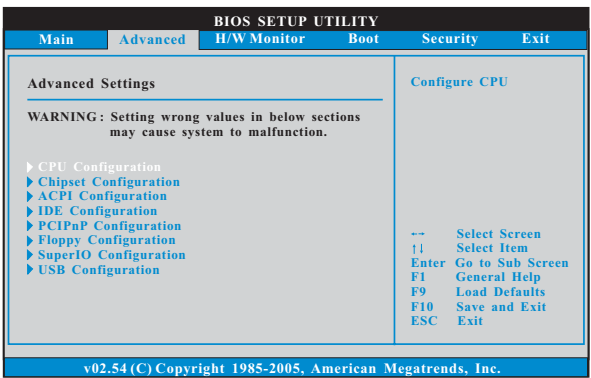 BIOS SETUP UTILITY
Main Advanced H/W Monitor Boot Security Exit
Advanced Settings
WARNING : Setting wrong values in below sections
may cause system to malfunction.
CPU Configuration
Chipset Configuration
ACPI Configuration
IDE Configuration
PCIPnP Configuration
Floppy Configuration
SuperIO Configuration
USB Configuration
Configure CPU
←→ Select Screen
↑↓ Select Item
Enter Go to Sub Screen
F1 General Help
F9 Load Defaults
F10 Save and Exit
ESC Exit
v02.54 (C) Copyright 1985-2005, American Megatrends, Inc.